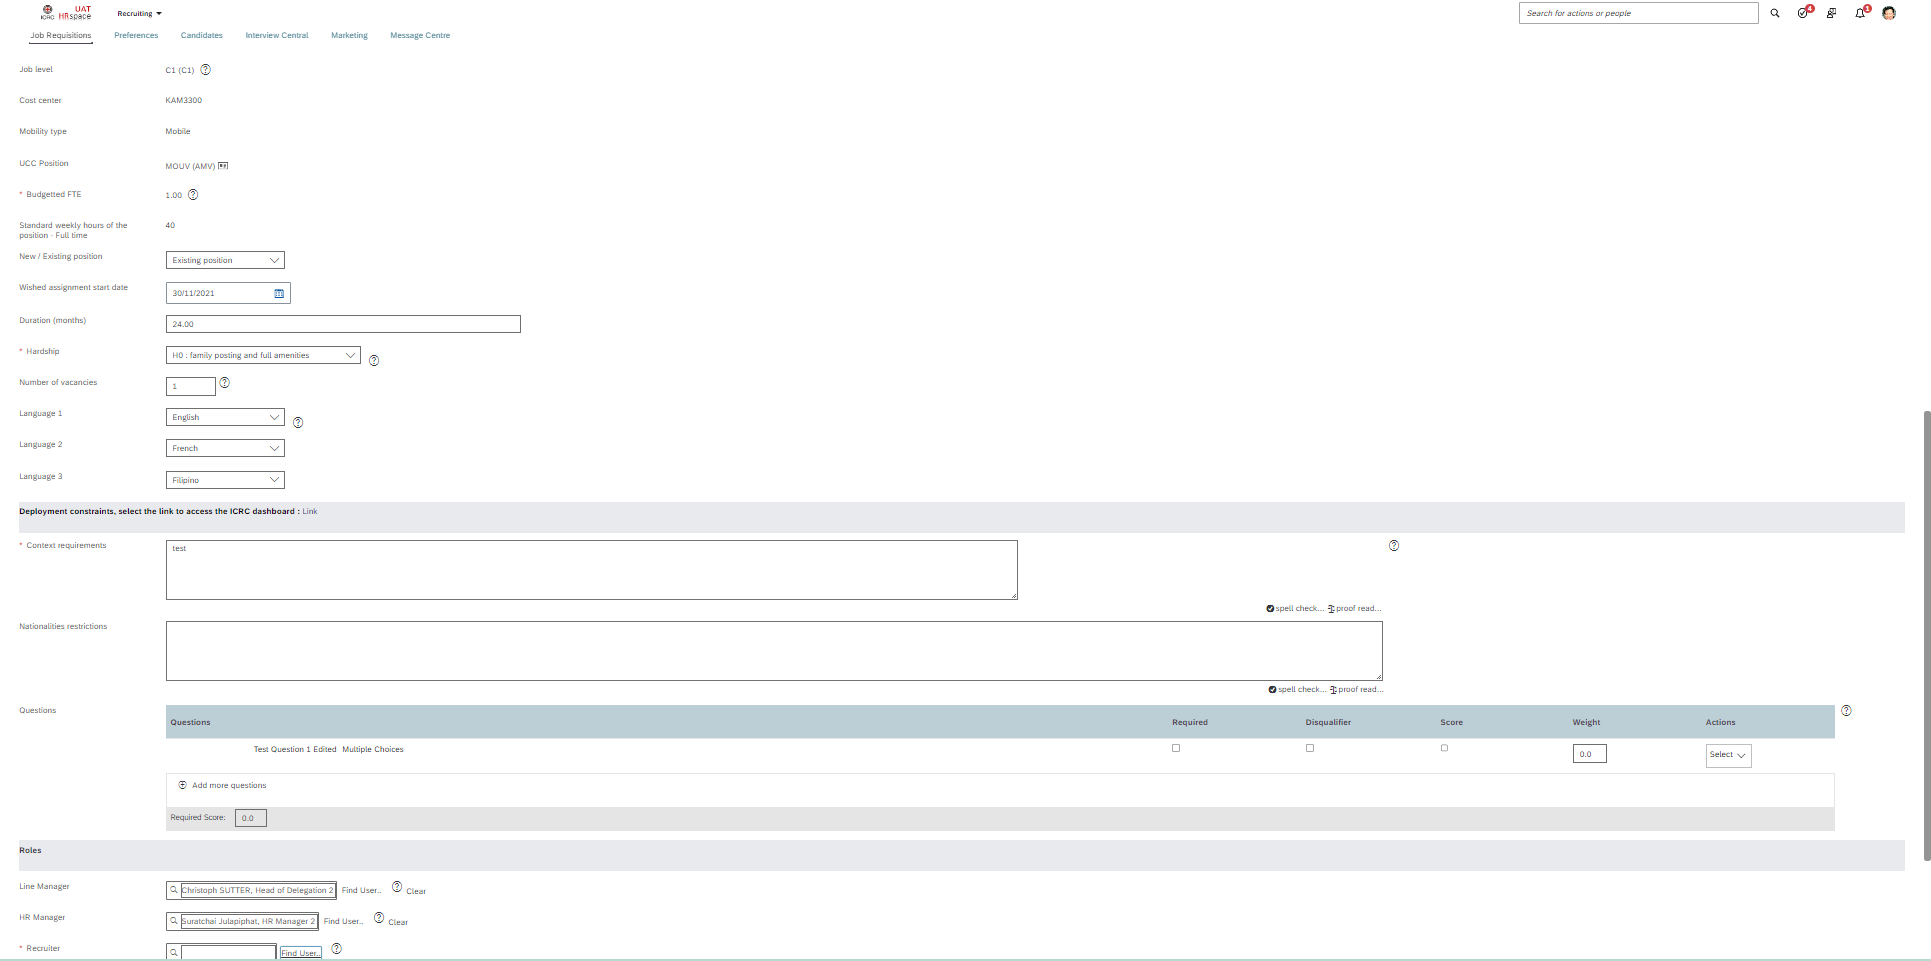 ICRC UAT HRspace Recruiting Search for actions or people 4 1
Job Requisitions Preferences Candidates Interview Central Marketing Message Centre
Job level C1 (C1) ?
Cost center KAM3300
Mobility type Mobile
UCC Position MOUV (AMV)
* Budgetted FTE 1.00 ?
Standard weekly hours of the 40
position - Full time
New / Existing position Existing position
Wished assignment start date 30/11/2021
Duration (months) 24.00
* Hardship H0 : family posting and full amenities ?
Number of vacancies 1 ?
Language 1 English ?
Language 2 French
Language 3 Filipino
Deployment constraints, select the link to access the ICRC dashboard : Link
* Context requirements test ?
spell check... proof read...
Nationalities restrictions
spell check... proof read...
Questions ?
Questions Required Disqualifier Score Weight Actions
Test Question 1 Edited Multiple Choices 0.0 Select
Add more questions
Required Score: 0.0
Roles
Line Manager Christoph SUTTER, Head of Delegation 2 Find User.. ? Clear
HR Manager Suratchai Julapiphat, HR Manager 2 Find User.. ? Clear
* Recruiter Find User.. ?